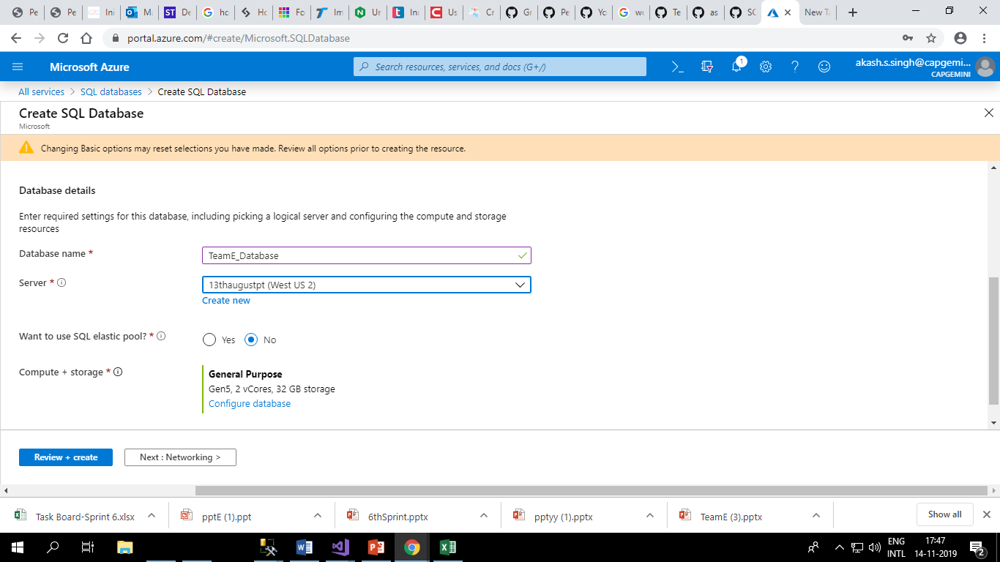 Pe
Pe
Ini
Ma
De
ho
Ho
Fo
Im
Ur
Inc
Us
Cr
Gr
Pe
Yo
we
Te
as
SC
New T
portal.azure.com/#create/Microsoft.SQLDatabase
Microsoft Azure
Search resources, services, and docs (G+/)
1
akash.s.singh@capgemi...
CAPGEMINI
All services > SQL databases > Create SQL Database
Create SQL Database
Microsoft
Changing Basic options may reset selections you have made. Review all options prior to creating the resource.
Database details
Enter required settings for this database, including picking a logical server and configuring the compute and storage
resources
Database name *
TeamE_Database
Server *
13thaugustpt (West US 2)
Create new
Want to use SQL elastic pool? *
Yes
No
Compute + storage *
General Purpose
Gen5, 2 vCores, 32 GB storage
Configure database
Review + create
Next : Networking >
Task Board-Sprint 6.xlsx
pptE (1).ppt
6thSprint.pptx
pptyy (1).pptx
TeamE (3).pptx
Show all
ENG
INTL
17:47
14-11-2019
2